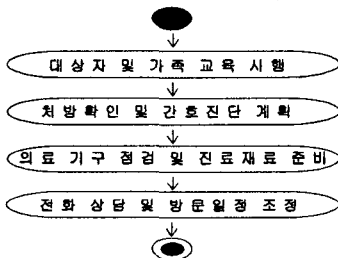 대상자 및 가족 교육 시행
처방확인 및 간호진단 계획
의료 기구 점검 및 진료재료 준비
전화 상담 및 방문일정 조정